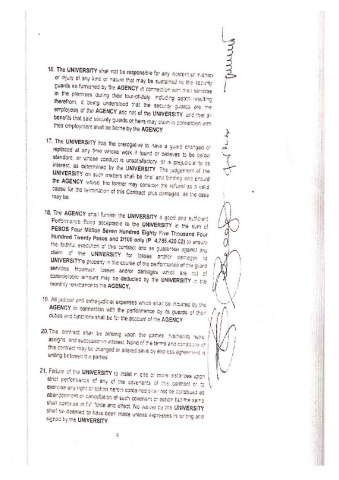 16. The UNIVERSITY shall not be responsible for any incident or mishap
or injury of any kind or nature that may be sustained by the security
guards as furnished by the AGENCY in connection with their services
in the premises during their tour-of-duty, including death resulting
therefrom, it being understood that the security guards are the
employees of the AGENCY and not of the UNIVERSITY, and that all
benefits that said security guards or heirs may claim in connection with
their employment shall be borne by the AGENCY.
17. The UNIVERSITY has the prerogative to have a guard changed or
replaced at any time whose work it found or believes to be below
standard, or whose conduct is unsatisfactory, or is prejudicial to its
interest, as determined by the UNIVERSITY. The judgement of the
UNIVERSITY on such matters shall be final and binding and should
the AGENCY refuse, the former may consider the refusal as a valid
cause for the termination of this Contract plus damages, as the case
may be.
18. The AGENCY shall furnish the UNIVERSITY a good and sufficient
Performance Bond acceptable to the UNIVERSITY in the sum of
PESOS Four Million Seven Hundred Eighty Five Thousand Four
Hundred Twenty Pesos and 2/100 only (P 4,785,420.02) to ensure
the faithful execution of this contract and as guarantee against any
claim of the UNIVERSITY for losses and/or damages to
UNIVERSITY's property in the course of the performance of the guard
services. However, losses and/or damages which are not of
considerable amount may be deducted by the UNIVERSITY in the
monthly remittance to the AGENCY.
19. All judicial and extra-judicial expenses which shall be incurred by the
AGENCY in connection with the performance by its guards of their
duties and functions shall be for the account of the AGENCY.
20. This contract shall be binding upon the parties
assigns, and successor-in-interest. None of the terms and conditions of
this contract may be changed or altered save by express agreement in
writing between the parties.
21. Failure of the UNIVERSITY to insist in one or more instances upon
strict performance of any of the covenants of this contract or to
exercise any right or option herein contained shall not be construed as
abandonment or cancellation of such covenant or option but the same
shall continue in full force and effect. No waiver by the UNIVERSITY
shall be deemed to have been made unless expresses in writing and
signed by the UNIVERSITY.